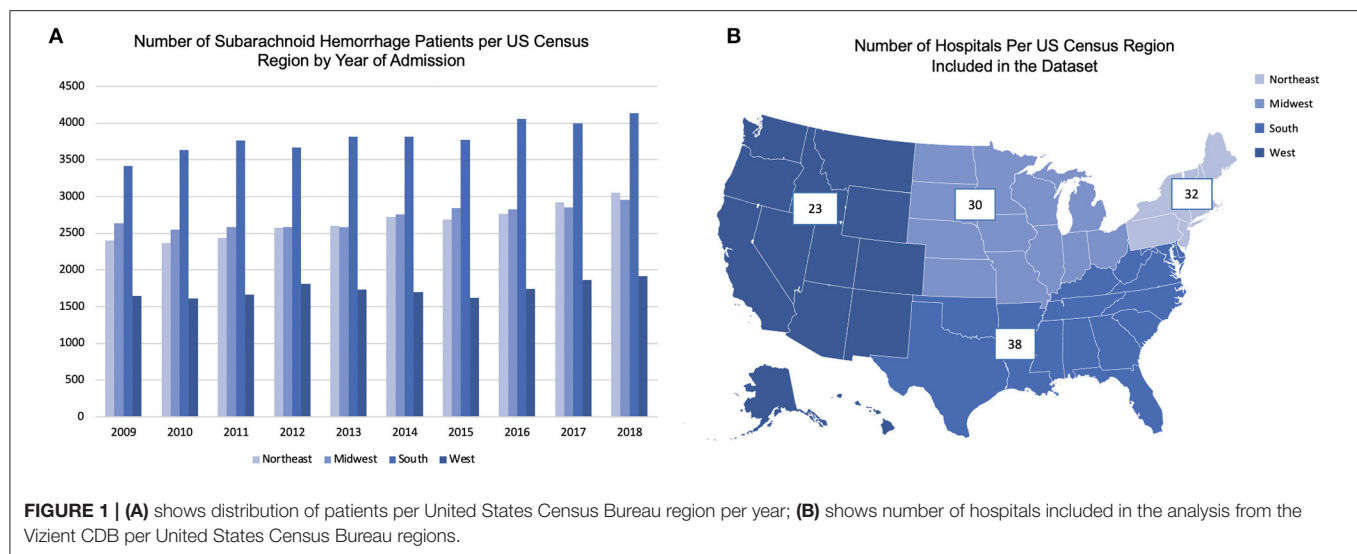 A
Number of Subarachnoid Hemorrhage Patients per US Census
Region by Year of Admission
4500
4000
3500
3000
2500
2000
1500
1000
500
0
2009 2010 2011 2012 2013 2014 2015 2016 2017 2018
Northeast Midwest South West
B
Number of Hospitals Per US Census Region
Included in the Dataset
Northeast
Midwest
South
West
23
30
32
38
FIGURE 1 | (A) shows distribution of patients per United States Census Bureau region per year; (B) shows number of hospitals included in the analysis from the
Vizient CDB per United States Census Bureau regions.